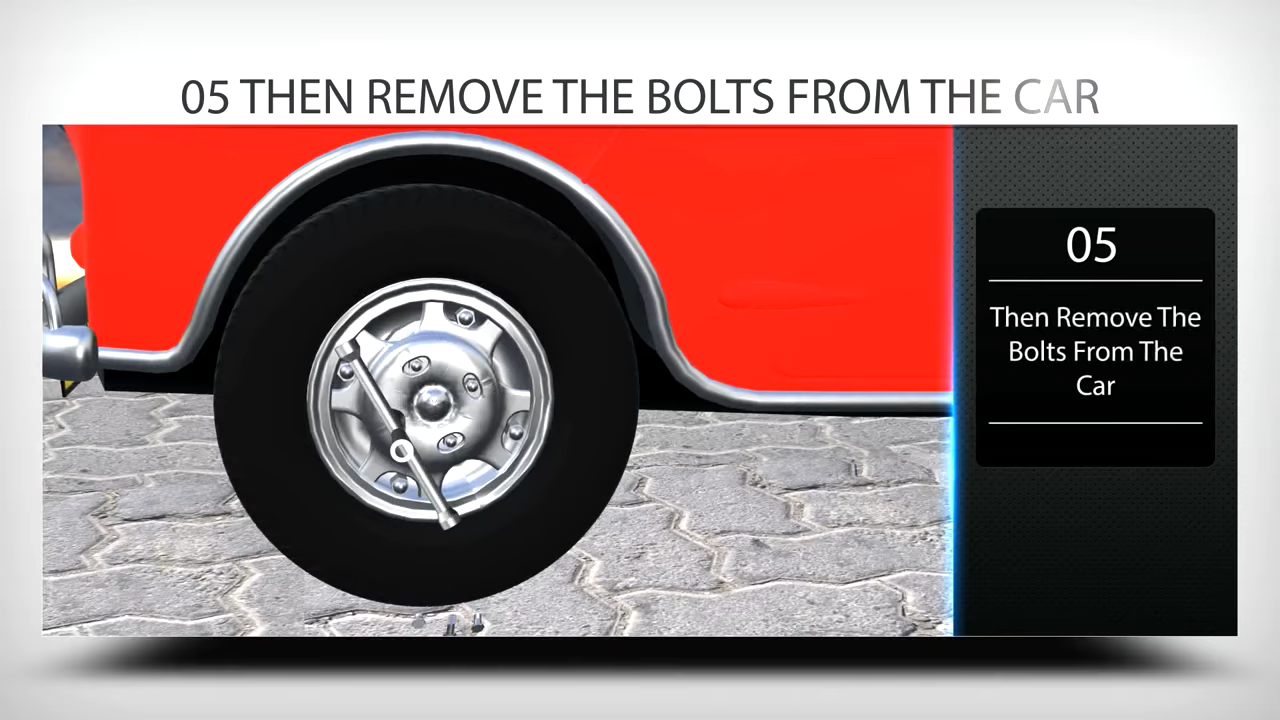 05 THEN REMOVE THE BOLTS FROM THE CAR
05
Then Remove The
Bolts From The
Car